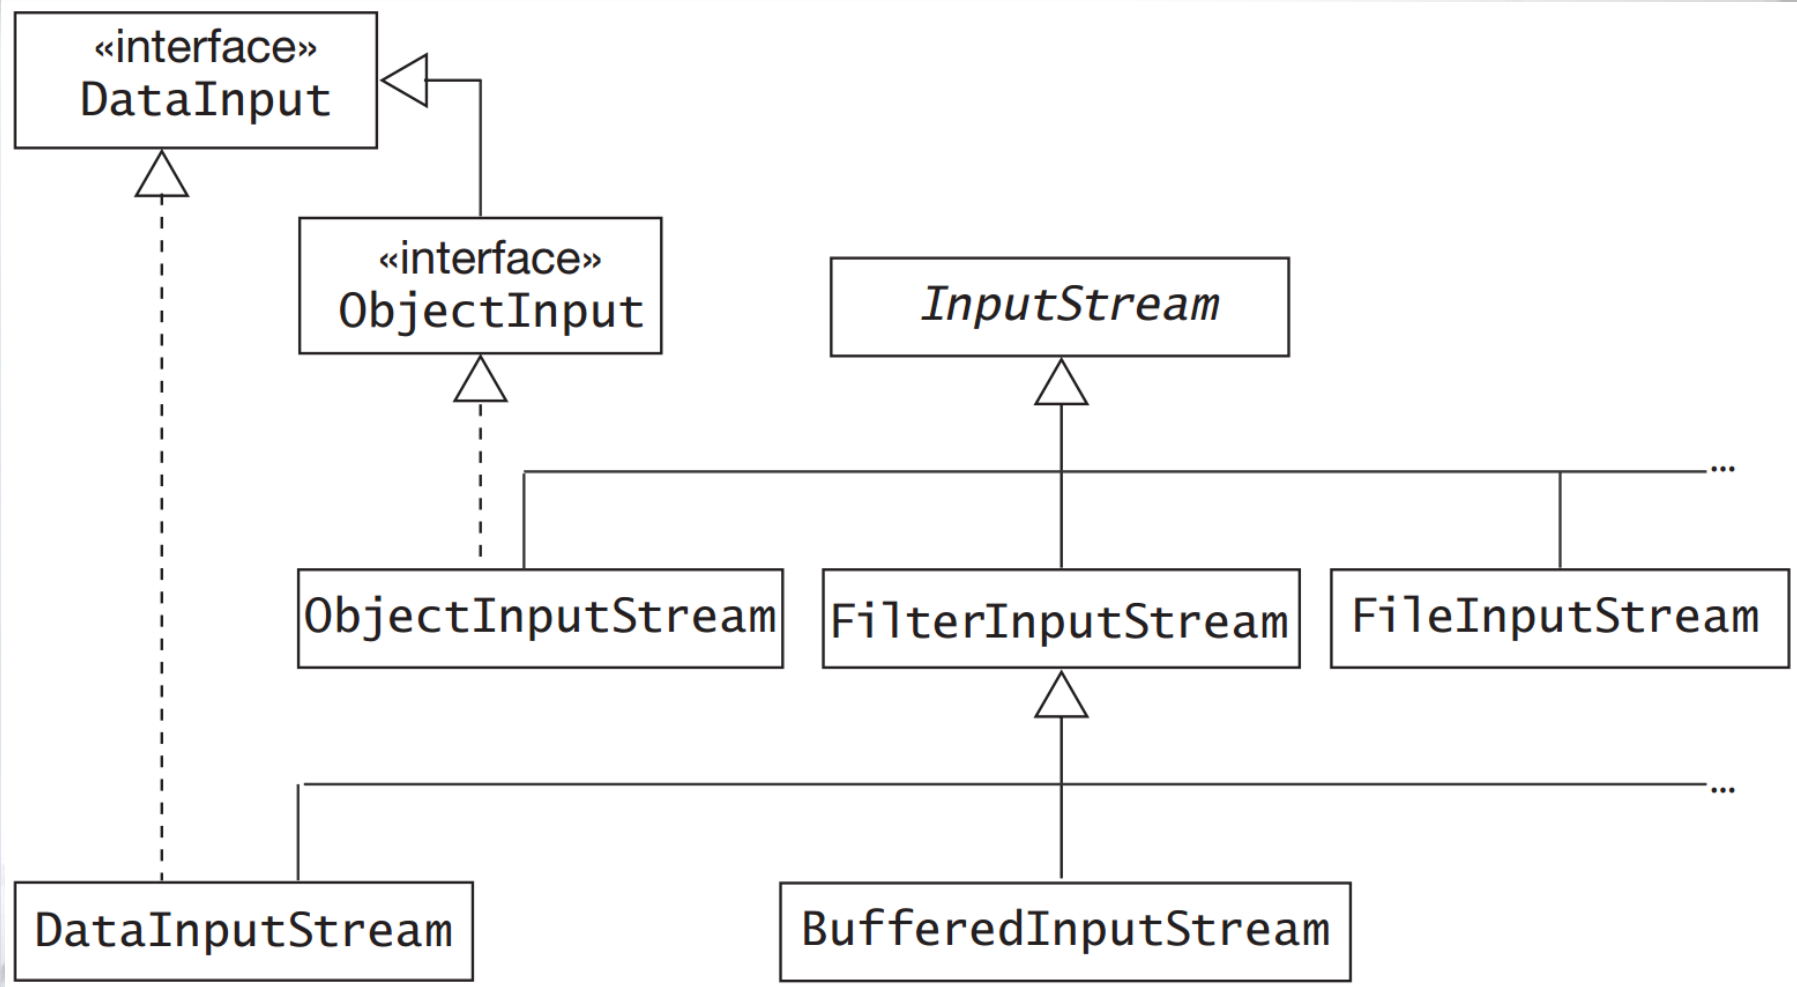 «interface»
DataInput
«interface»
ObjectInput
InputStream
...
ObjectInputStream
FilterInputStream
FileInputStream
...
DataInputStream
BufferedInputStream